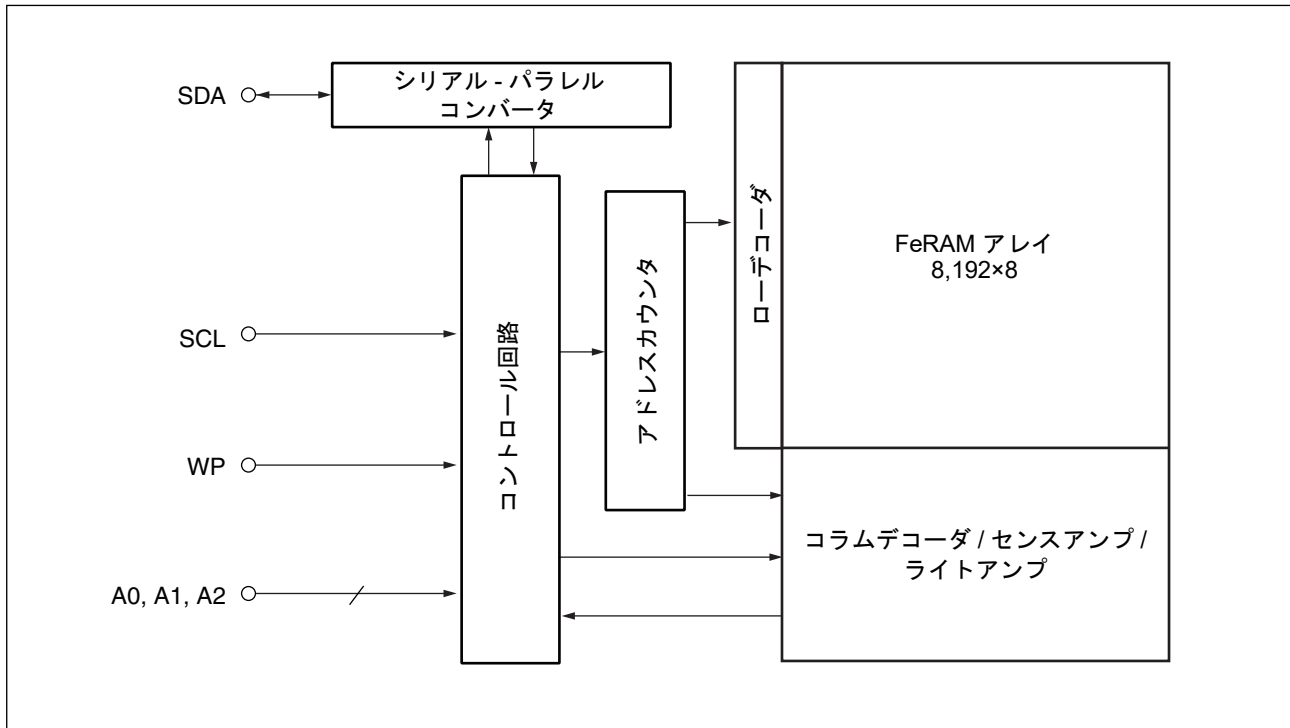 SDA
シリアル - パラレル
コンバータ
SCL
WP
A0, A1, A2
コントロール回路
アドレスカウンタ
ローデコーダ
FeRAM アレイ
8,192×8
コラムデコーダ / センスアンプ /
ライトアンプ